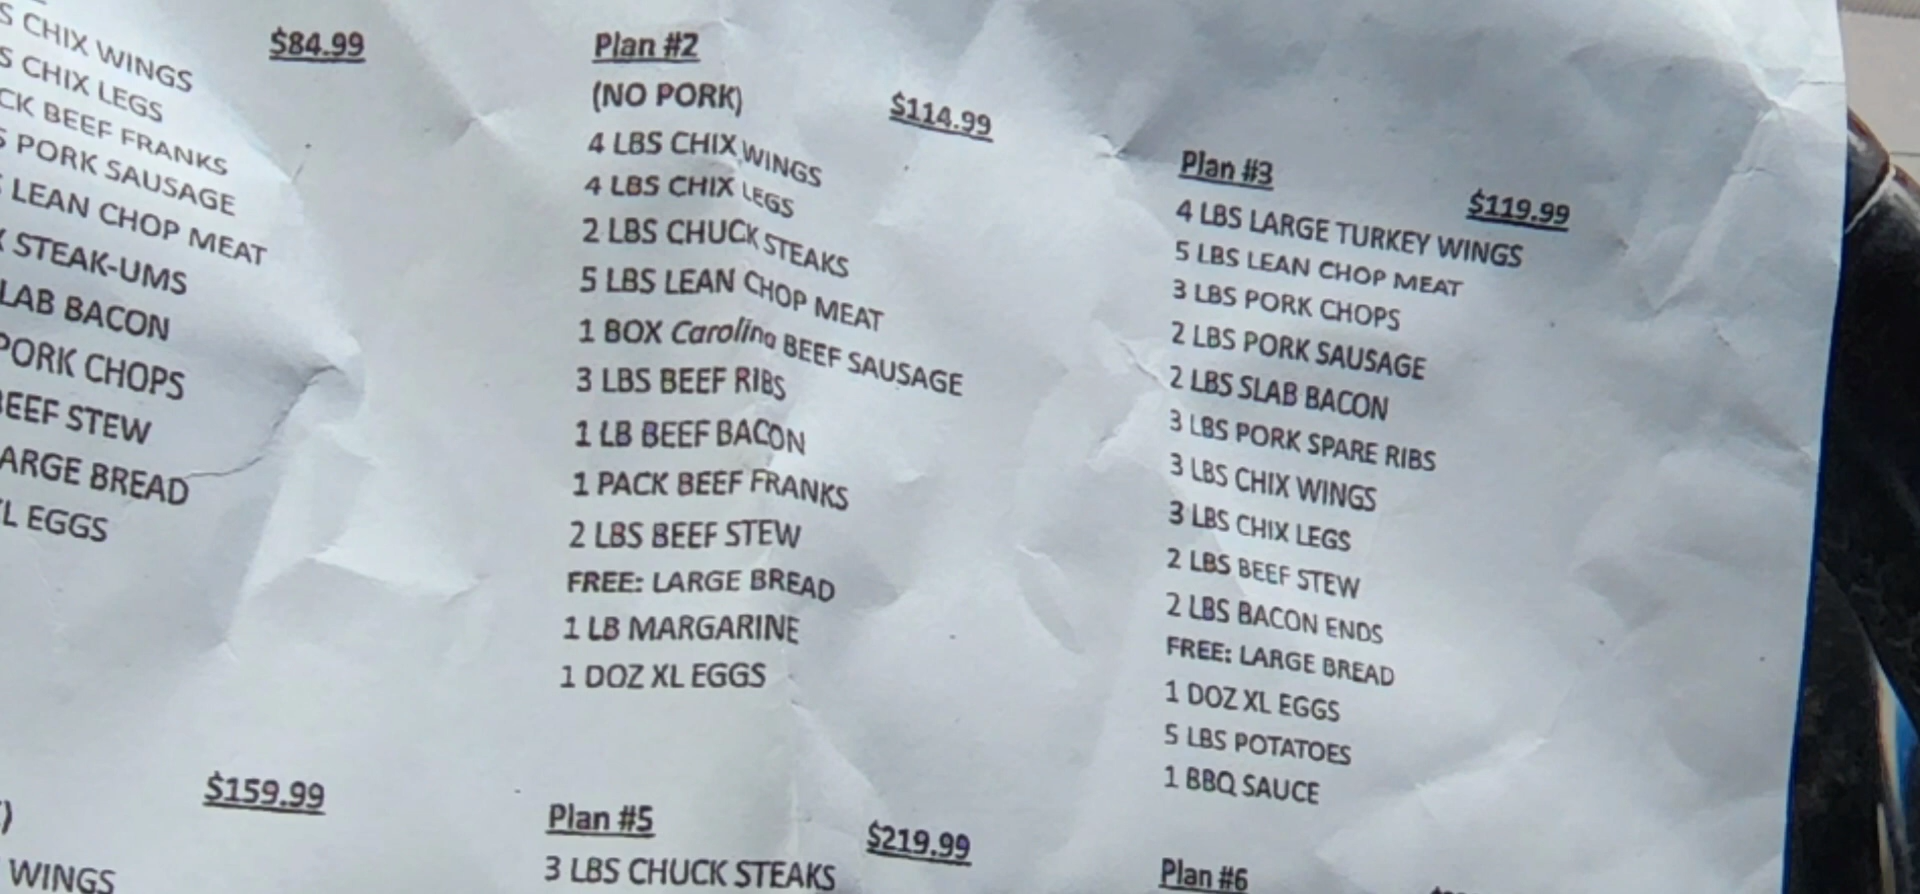 $84.99
CHIX WINGS
CHIX LEGS
BEEF FRANKS
PORK SAUSAGE
LEAN CHOP MEAT
STEAK-UMS
BACON
CHOPS
STEW
BREAD
EGGS
Plan #2
(NO PORK)
$114.99
4 LBS CHIX WINGS
4 LBS CHIX LEGS
2 LBS CHUCK STEAKS
5 LBS LEAN CHOP MEAT
1 BOX Carolina BEEF SAUSAGE
3 LBS BEEF RIBS
1 LB BEEF BACON
1 PACK BEEF FRANKS
2 LBS BEEF STEW
FREE: LARGE BREAD
1 LB MARGARINE
1 DOZ XL EGGS
Plan #3
$119.99
4 LBS LARGE TURKEY WINGS
5 LBS LEAN CHOP MEAT
3 LBS PORK CHOPS
2 LBS PORK SAUSAGE
2 LBS SLAB BACON
3 LBS PORK SPARE RIBS
3 LBS CHIX WINGS
3 LBS CHIX LEGS
2 LBS BEEF STEW
2 LBS BACON ENDS
FREE: LARGE BREAD
1 DOZ XL EGGS
5 LBS POTATOES
1 BBQ SAUCE
$159.99
WINGS
Plan #5
$219.99
3 LBS CHUCK STEAKS
Plan #6